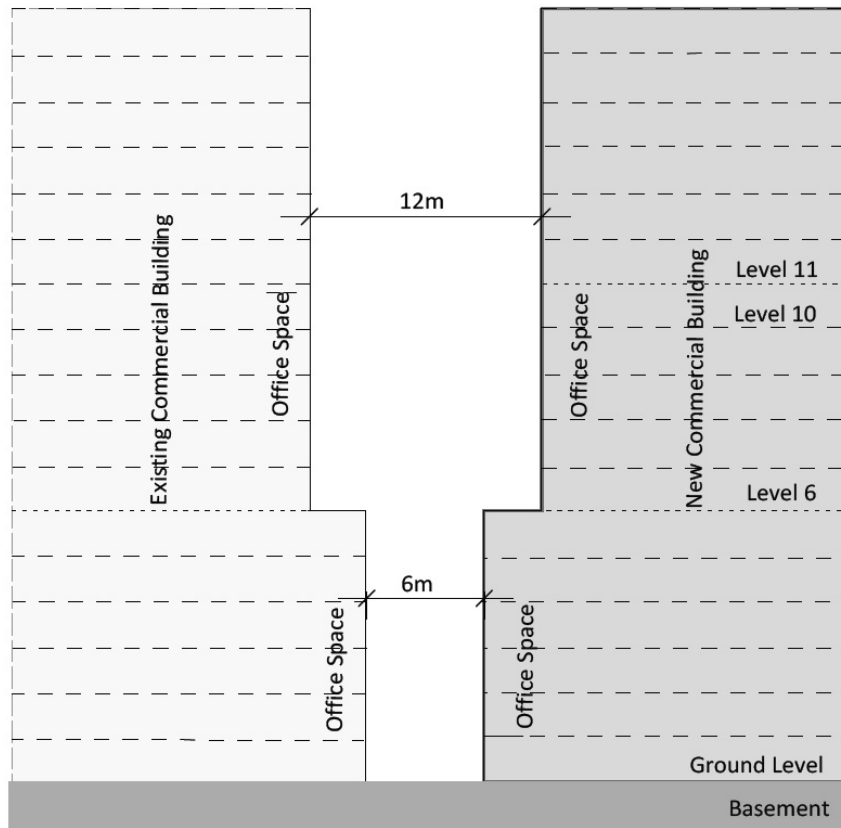 12m
Level 11
Level 10
Existing Commercial Building
Office Space
Office Space
New Commercial Building
Level 6
6m
Office Space
Office Space
Ground Level
Basement